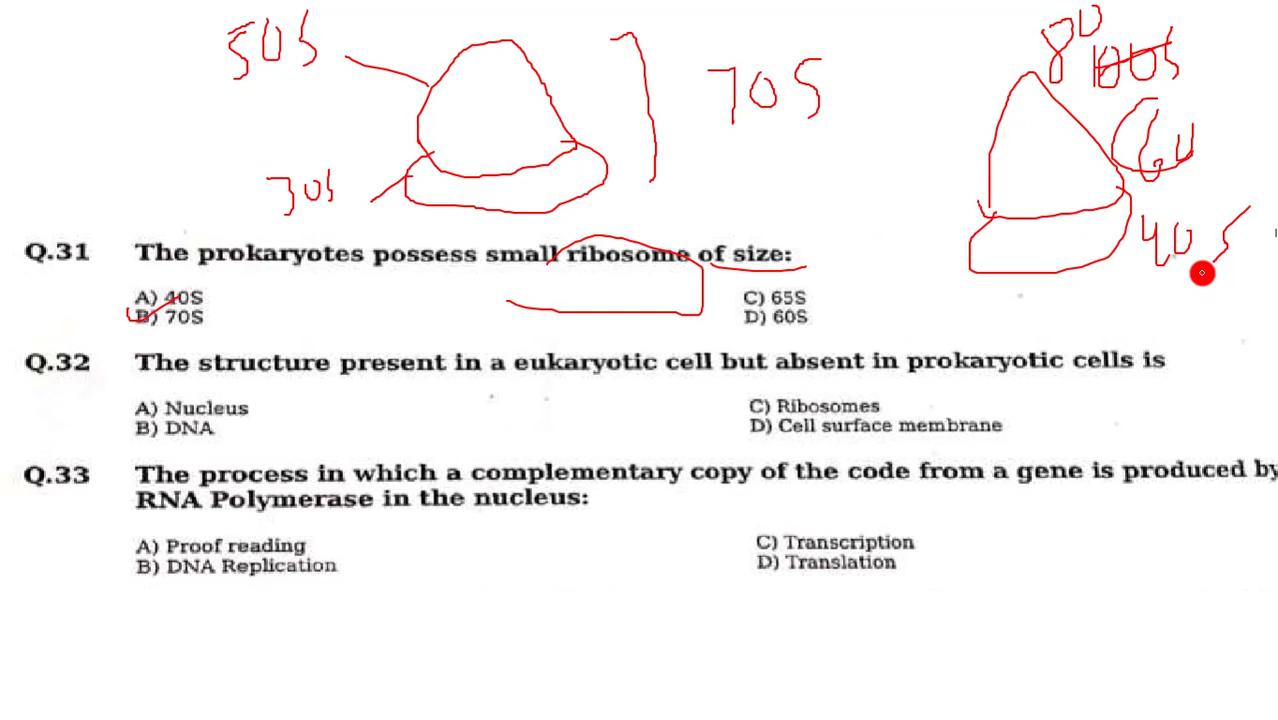 50S
70S
80
100S
60
30S
40S
Q.31 The prokaryotes possess small ribosome of size:
A) 40S
B) 70S
C) 65S
D) 60S
Q.32 The structure present in a eukaryotic cell but absent in prokaryotic cells is
A) Nucleus
B) DNA
C) Ribosomes
D) Cell surface membrane
Q.33 The process in which a complementary copy of the code from a gene is produced by
RNA Polymerase in the nucleus:
A) Proof reading
B) DNA Replication
C) Transcription
D) Translation